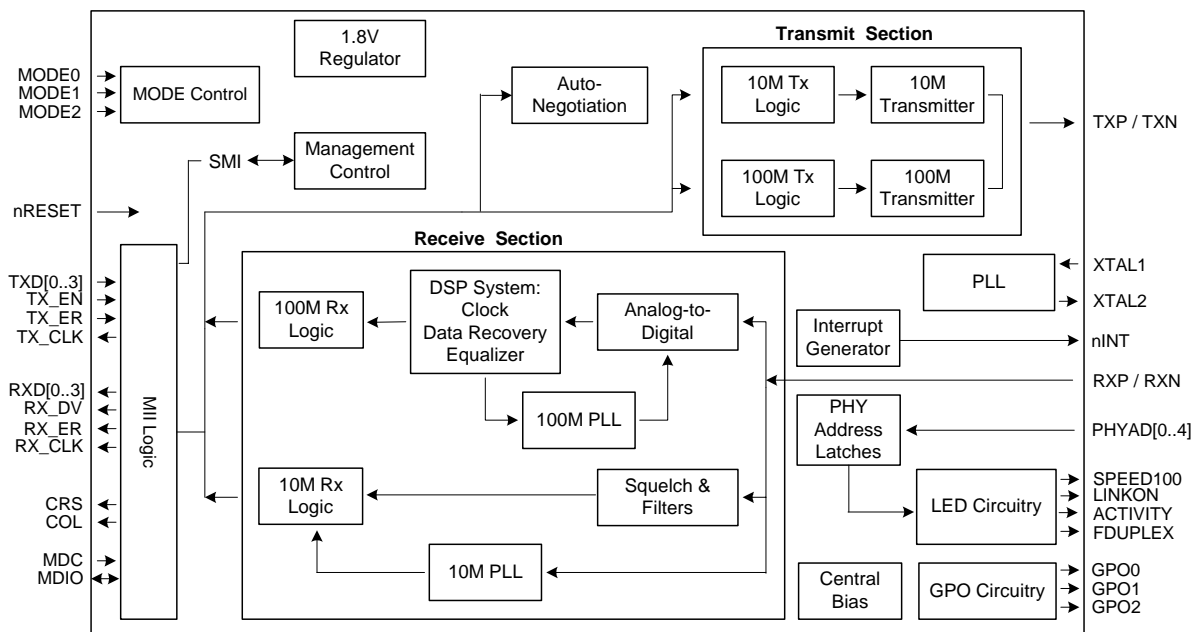 1.8V
Regulator
Transmit Section
MODE0
MODE1
MODE2
MODE Control
Auto-
Negotiation
10M Tx
Logic
10M
Transmitter
TXP / TXN
SMI
Management
Control
100M Tx
Logic
100M
Transmitter
nRESET
Receive Section
TXD[0..3]
TX_EN
TX_ER
TX_CLK
RXD[0..3]
RX_DV
RX_ER
RX_CLK
CRS
COL
MDC
MDIO
MII Logic
100M Rx
Logic
DSP System:
Clock
Data Recovery
Equalizer
Analog-to-
Digital
100M PLL
10M Rx
Logic
Squelch &
Filters
10M PLL
PLL
XTAL1
XTAL2
Interrupt
Generator
nINT
RXP / RXN
PHY
Address
Latches
PHYAD[0..4]
LED Circuitry
SPEED100
LINKON
ACTIVITY
FDUPLEX
Central
Bias
GPO Circuitry
GPO0
GPO1
GPO2